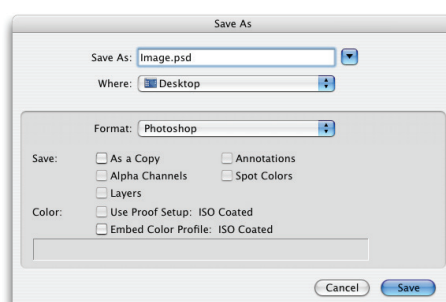 Save As
Save As: Image.psd
Where: Desktop
Format: Photoshop
Save: As a Copy Annotations
Alpha Channels Spot Colors
Layers
Color: Use Proof Setup: ISO Coated
Embed Color Profile: ISO Coated
Cancel Save